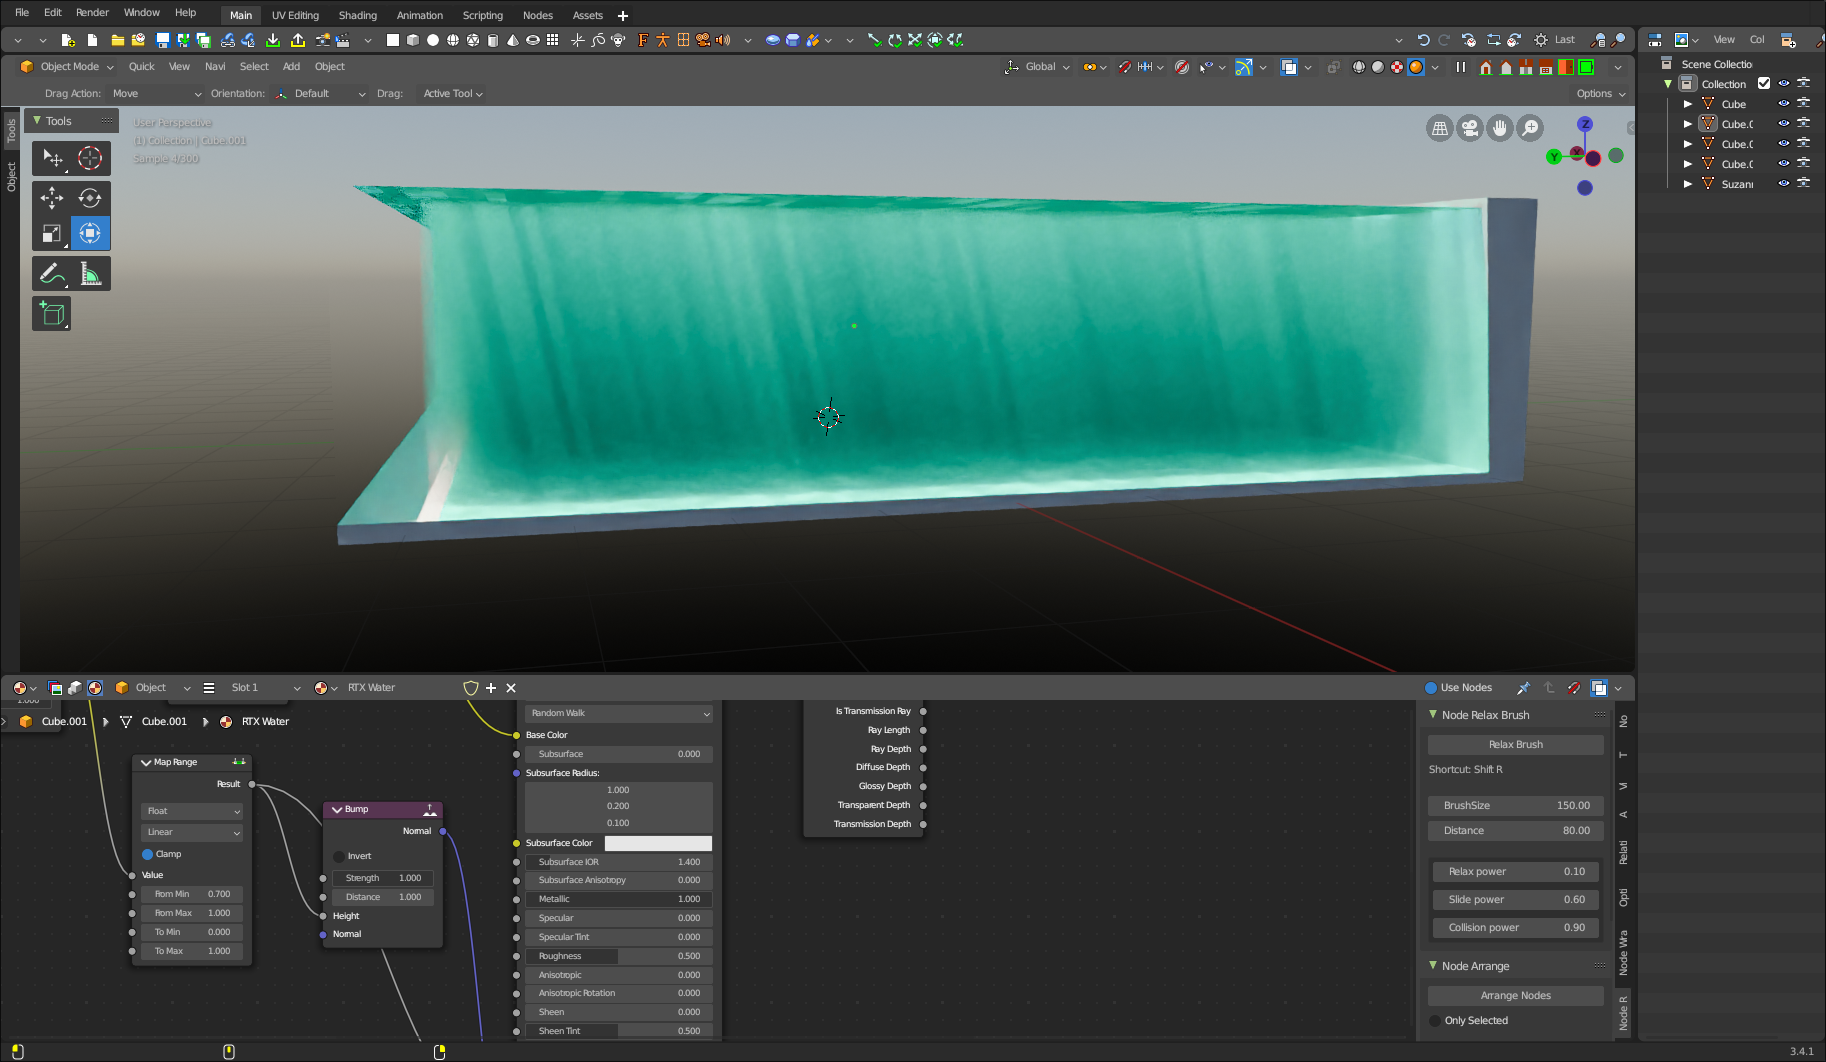 File Edit Render Window Help Main UV Editing Shading Animation Scripting Nodes Assets
Last View Col
Object Mode Quick View Navi Select Add Object Global
Drag Action: Move Orientation: Default Drag: Active Tool Options
Scene Collectio
Collection
Cube
Cube.0
Cube.0
Cube.0
Suzan
Tools
Object
Tools
User Perspective
(1) Collection | Cube.001
Sample 4/300
Z
Y
X
Object Slot 1 RTX Water Use Nodes
1.000
Cube.001 Cube.001 RTX Water
Map Range
Result
Float
Linear
Clamp
Value
From Min 0.700
From Max 1.000
To Min 0.000
To Max 1.000
Bump
Normal
Invert
Strength 1.000
Distance 1.000
Height
Normal
Random Walk
Base Color
Subsurface 0.000
Subsurface Radius:
1.000
0.200
0.100
Subsurface Color
Subsurface IOR 1.400
Subsurface Anisotropy 0.000
Metallic 1.000
Specular 0.000
Specular Tint 0.000
Roughness 0.500
Anisotropic 0.000
Anisotropic Rotation 0.000
Sheen 0.000
Sheen Tint 0.500
Is Transmission Ray
Ray Length
Ray Depth
Diffuse Depth
Glossy Depth
Transparent Depth
Transmission Depth
Node Relax Brush
Relax Brush
Shortcut: Shift R
BrushSize 150.00
Distance 80.00
Relax power 0.10
Slide power 0.60
Collision power 0.90
Node Arrange
Arrange Nodes
Only Selected
No
T
A
Relati
Opti
Node Wra
Node R
3.4.1